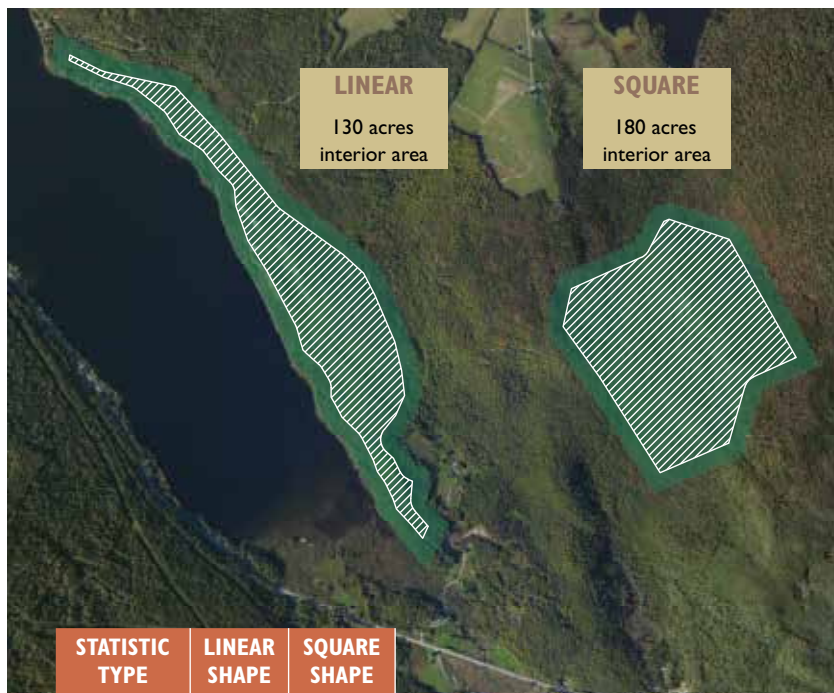 LINEAR
130 acres
interior area
SQUARE
180 acres
interior area
STATISTIC
TYPE
LINEAR
SHAPE
SQUARE
SHAPE